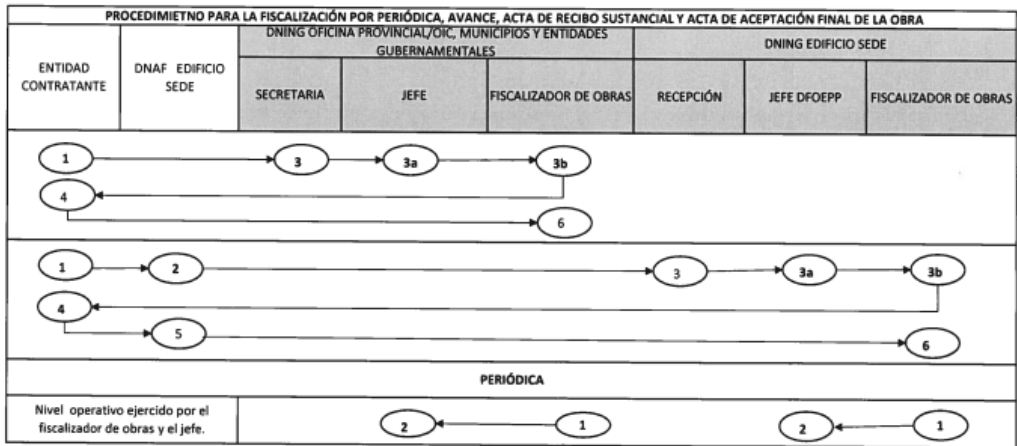 PROCEDIMIETNO PARA LA FISCALIZACIÓN POR PERIÓDICA, AVANCE, ACTA DE RECIBO SUSTANCIAL Y ACTA DE ACEPTACIÓN FINAL DE LA OBRA
ENTIDAD
CONTRATANTE
DNAF EDIFICIO
SEDE
DNING OFICINA PROVINCIAL/OIC, MUNICIPIOS Y ENTIDADES
GUBERNAMENTALES
DNING EDIFICIO SEDE
SECRETARIA
JEFE
FISCALIZADOR DE OBRAS
RECEPCIÓN
JEFE DFOEPP
FISCALIZADOR DE OBRAS
1
3
3a
3b
4
6
1
2
3
3a
3b
4
5
6
PERIÓDICA
Nivel operativo ejercido por el
fiscalizador de obras y el jefe.
2
1
2
1